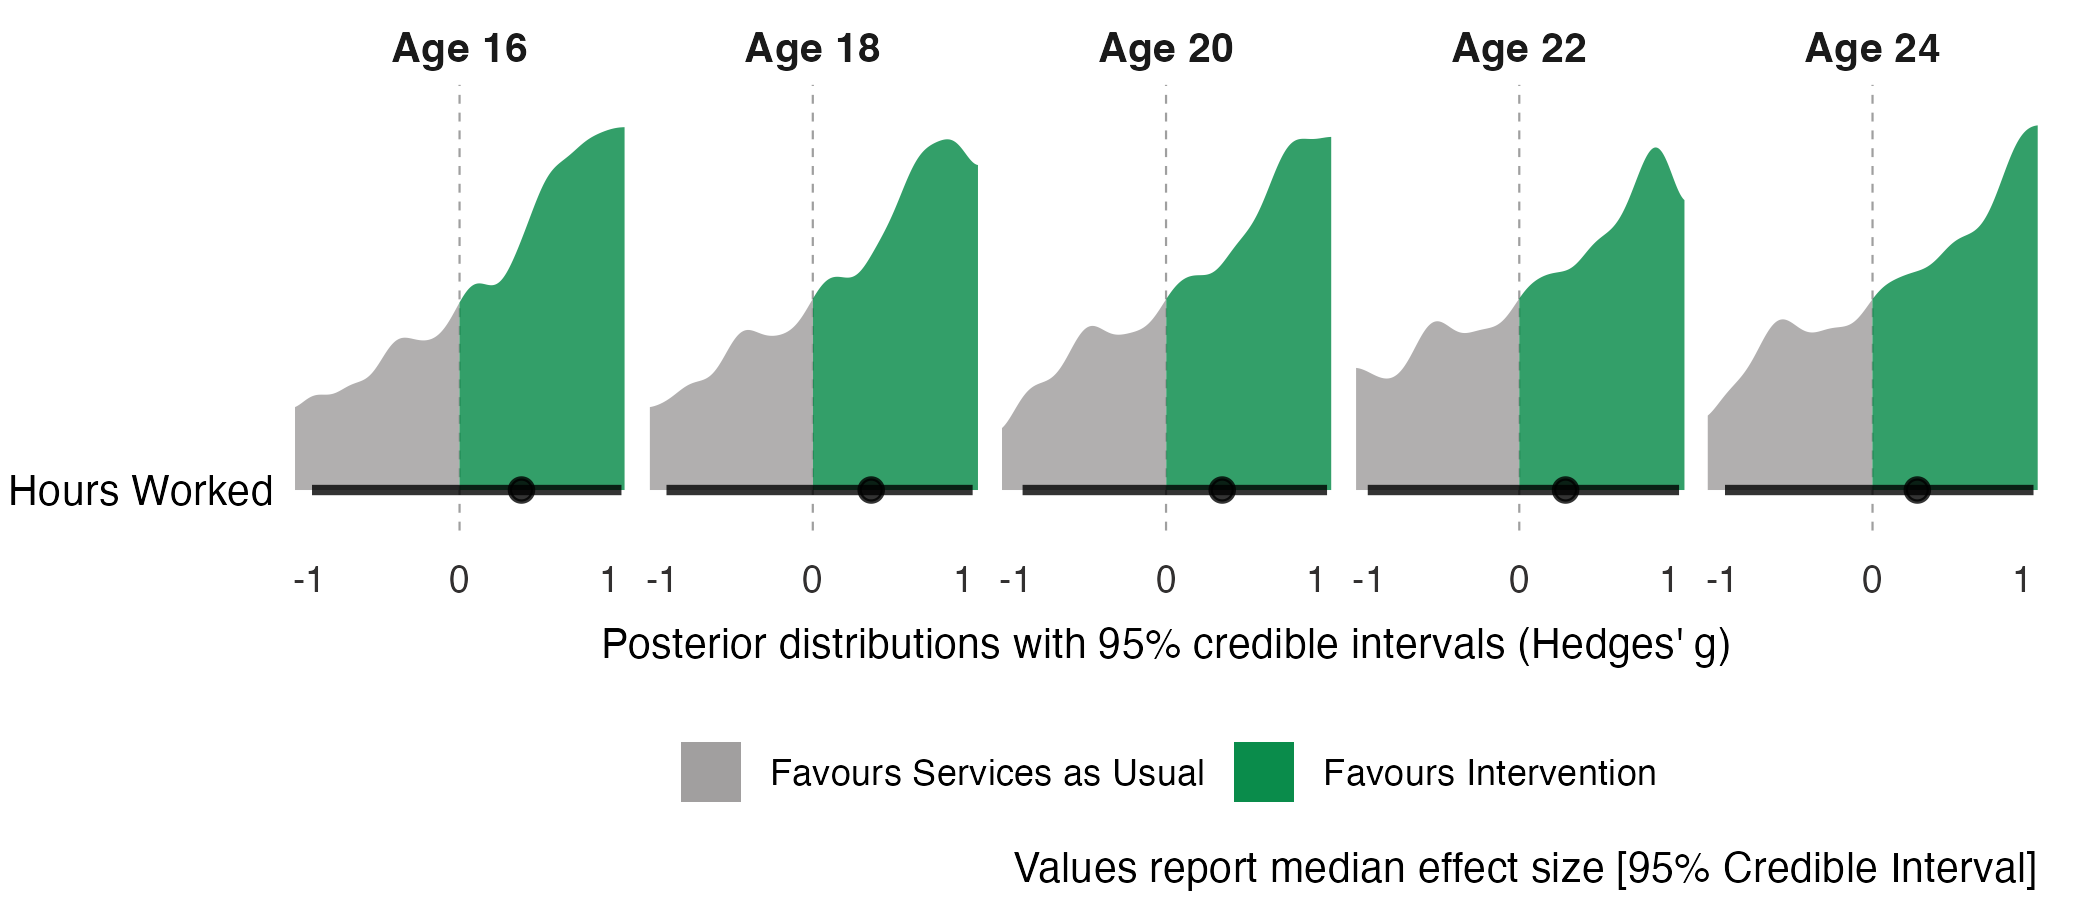 Age 16 Age 18 Age 20 Age 22 Age 24
Hours Worked
-1 0 1 -1 0 1 -1 0 1 -1 0 1 -1 0 1
Posterior distributions with 95% credible intervals (Hedges' g)
Favours Services as Usual Favours Intervention
Values report median effect size [95% Credible Interval]